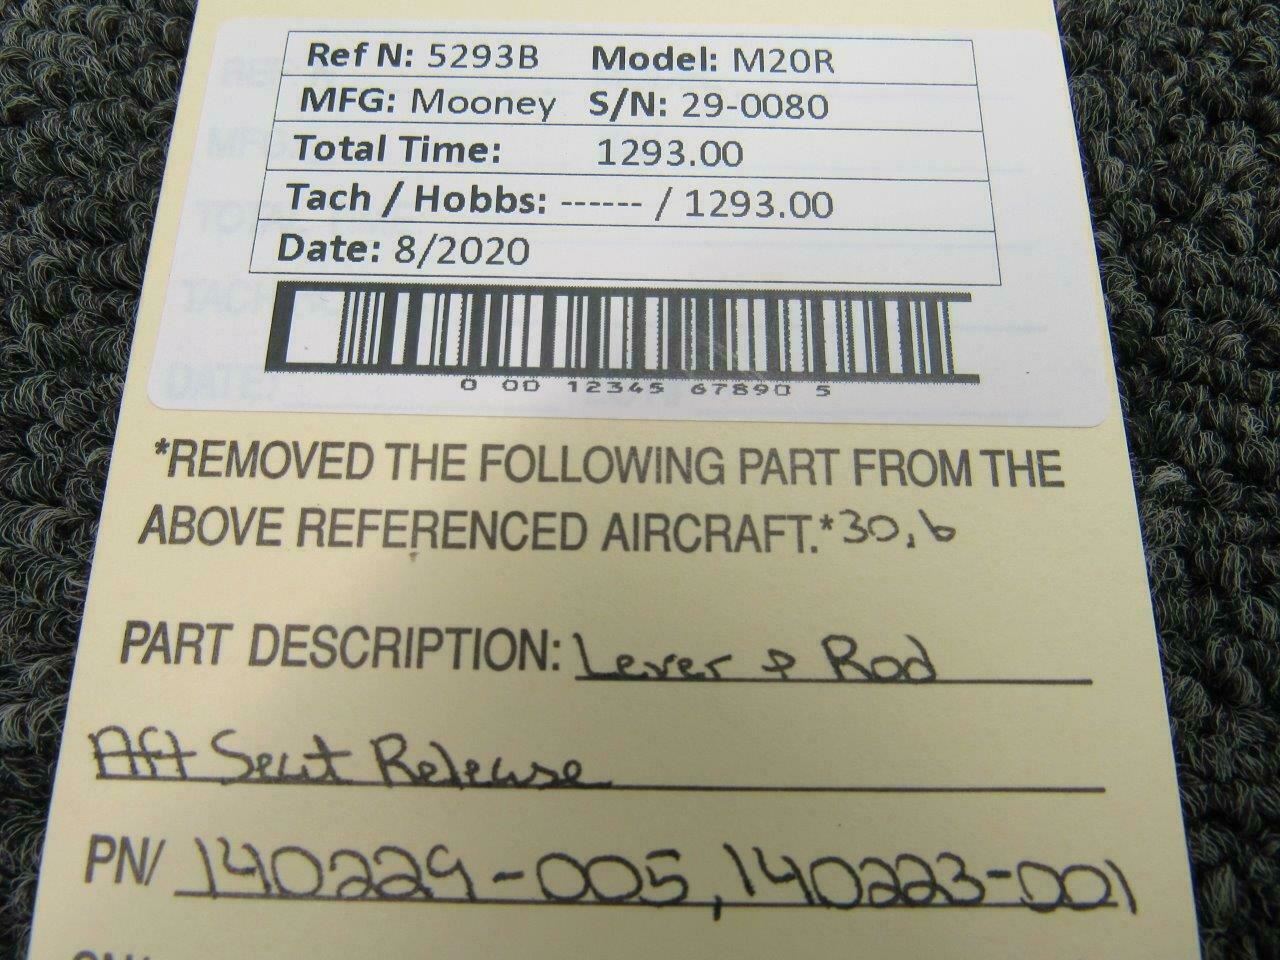 Ref N: 5293B Model: M20R
MFG: Mooney S/N: 29-0080
Total Time: 1293.00
Tach / Hobbs: ------ / 1293.00
Date: 8/2020
0 00 12345 67890 5
*REMOVED THE FOLLOWING PART FROM THE
ABOVE REFERENCED AIRCRAFT.*30,6
PART DESCRIPTION: Lever & Rod
Aft Seat Release
PN/ 140229-005, 140223-001